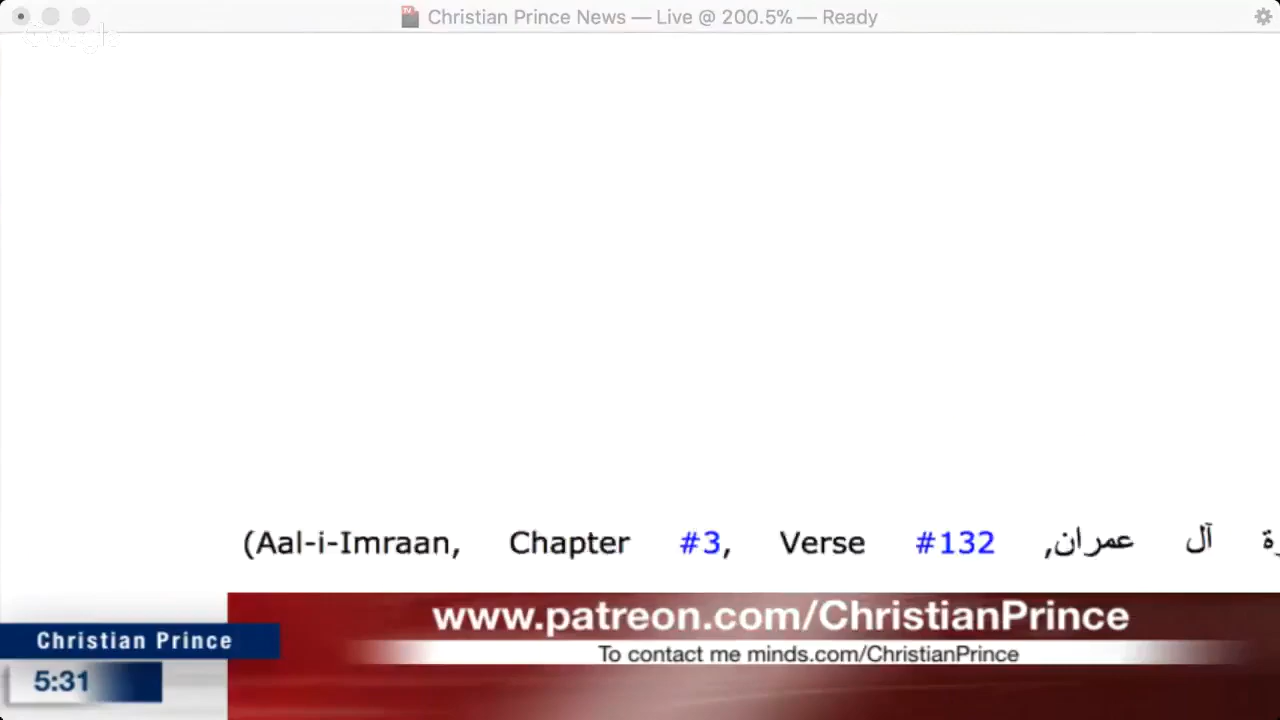 Christian Prince News — Live @ 200.5% — Ready
Google
(Aal-i-Imraan, Chapter #3, Verse #132 ,آل عمران
www.patreon.com/ChristianPrince
To contact me minds.com/ChristianPrince
Christian Prince
5:31